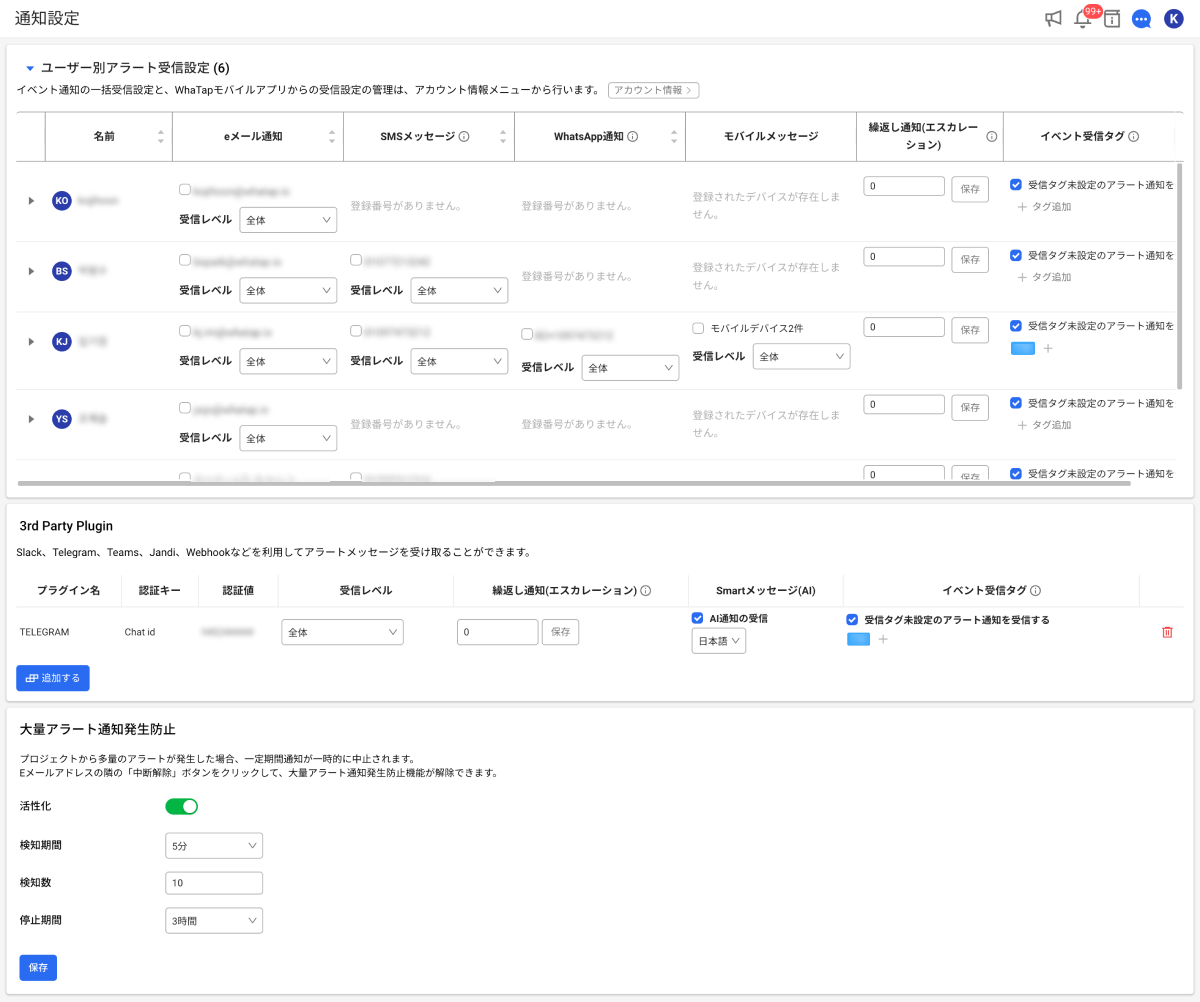 通知設定
99+
K
ユーザー別アラート受信設定 (6)
イベント通知の一括受信設定と、WhaTapモバイルアプリからの受信設定の管理は、アカウント情報メニューから行います。 アカウント情報
名前 eメール通知 SMSメッセージ WhatsApp通知 モバイルメッセージ 繰返し通知(エスカレーション) イベント受信タグ
KO 登録番号がありません。 登録番号がありません。 登録されたデバイスが存在しません。 0 保存 受信タグ未設定のアラート通知を
受信レベル 全体 タグ追加
BS 登録番号がありません。 登録されたデバイスが存在しません。 0 保存 受信タグ未設定のアラート通知を
受信レベル 全体 受信レベル 全体 タグ追加
KJ モバイルデバイス2件 0 保存 受信タグ未設定のアラート通知を
受信レベル 全体 受信レベル 全体 受信レベル 全体 受信レベル 全体
YS 登録番号がありません。 登録番号がありません。 登録されたデバイスが存在しません。 0 保存 受信タグ未設定のアラート通知を
受信レベル 全体 タグ追加
0 保存 受信タグ未設定のアラート通知を
3rd Party Plugin
Slack、Telegram、Teams、Jandi、Webhookなどを利用してアラートメッセージを受け取ることができます。
プラグイン名 認証キー 認証値 受信レベル 繰返し通知(エスカレーション) Smartメッセージ(AI) イベント受信タグ
TELEGRAM Chat id 全体 0 保存 AI通知の受信 受信タグ未設定のアラート通知を受信する
日本語
追加する
大量アラート通知発生防止
プロジェクトから多量のアラートが発生した場合、一定期間通知が一時的に中止されます。
Eメールアドレスの隣の「中断解除」ボタンをクリックして、大量アラート通知発生防止機能が解除できます。
活性化
検知期間 5分
検知数 10
停止期間 3時間
保存